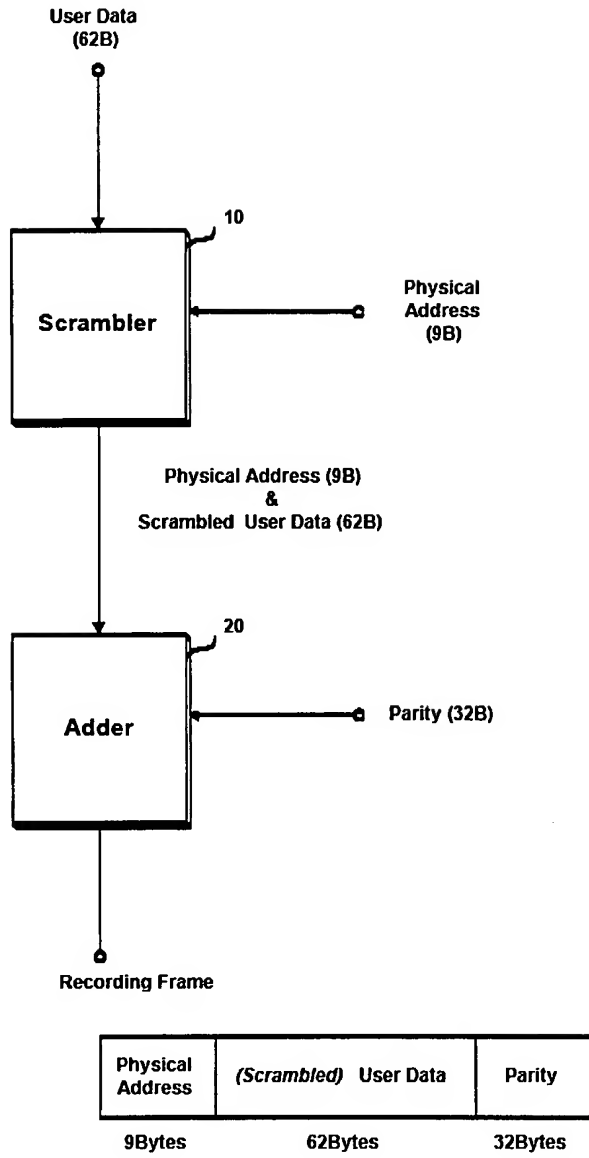 User Data
(62B)
10
Scrambler
Physical
Address
(9B)
Physical Address (9B)
&
Scrambled User Data (62B)
20
Adder
Parity (32B)
Recording Frame
Physical
Address
(Scrambled) User Data
Parity
9Bytes
62Bytes
32Bytes